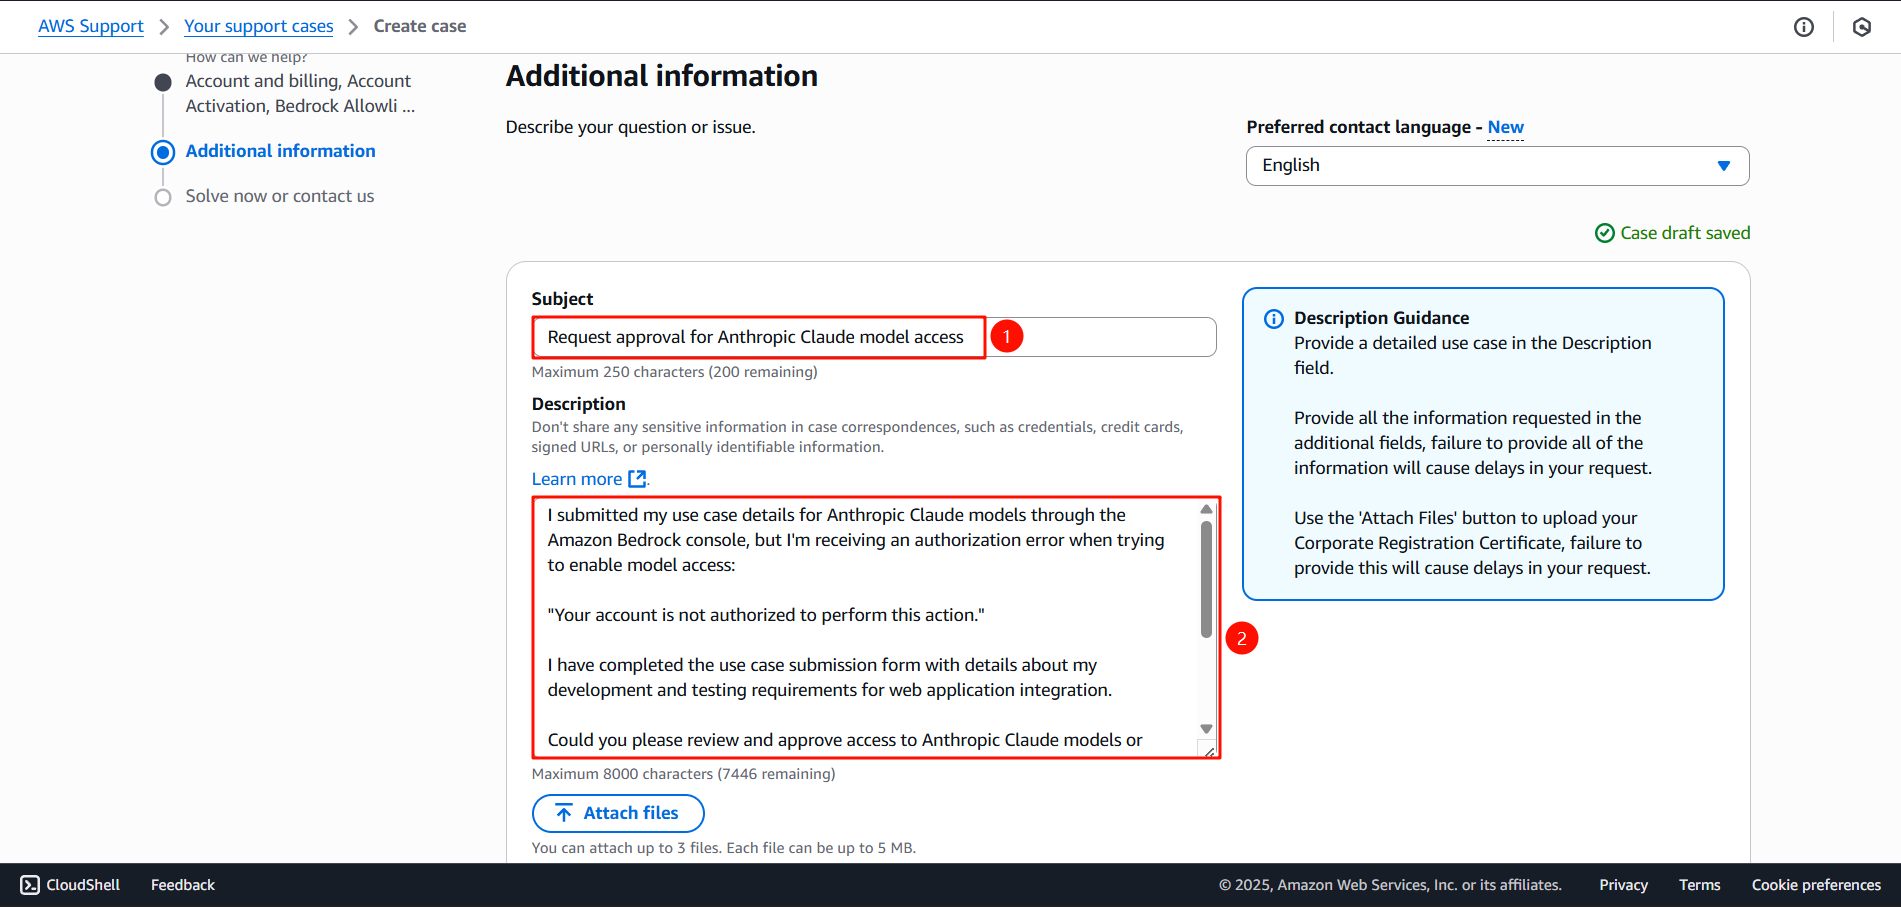 AWS Support > Your support cases > Create case
How can we help?
Account and billing, Account
Activation, Bedrock Allowli ...
Additional information
Solve now or contact us
Additional information
Describe your question or issue.
Preferred contact language - New
English
Case draft saved
Subject
Request approval for Anthropic Claude model access
1
Maximum 250 characters (200 remaining)
Description
Don't share any sensitive information in case correspondences, such as credentials, credit cards,
signed URLs, or personally identifiable information.
Learn more
I submitted my use case details for Anthropic Claude models through the
Amazon Bedrock console, but I'm receiving an authorization error when trying
to enable model access:
"Your account is not authorized to perform this action."
I have completed the use case submission form with details about my
development and testing requirements for web application integration.
Could you please review and approve access to Anthropic Claude models or
2
Maximum 8000 characters (7446 remaining)
Attach files
You can attach up to 3 files. Each file can be up to 5 MB.
Description Guidance
Provide a detailed use case in the Description
field.
Provide all the information requested in the
additional fields, failure to provide all of the
information will cause delays in your request.
Use the 'Attach Files' button to upload your
Corporate Registration Certificate, failure to
provide this will cause delays in your request.
CloudShell Feedback © 2025, Amazon Web Services, Inc. or its affiliates. Privacy Terms Cookie preferences